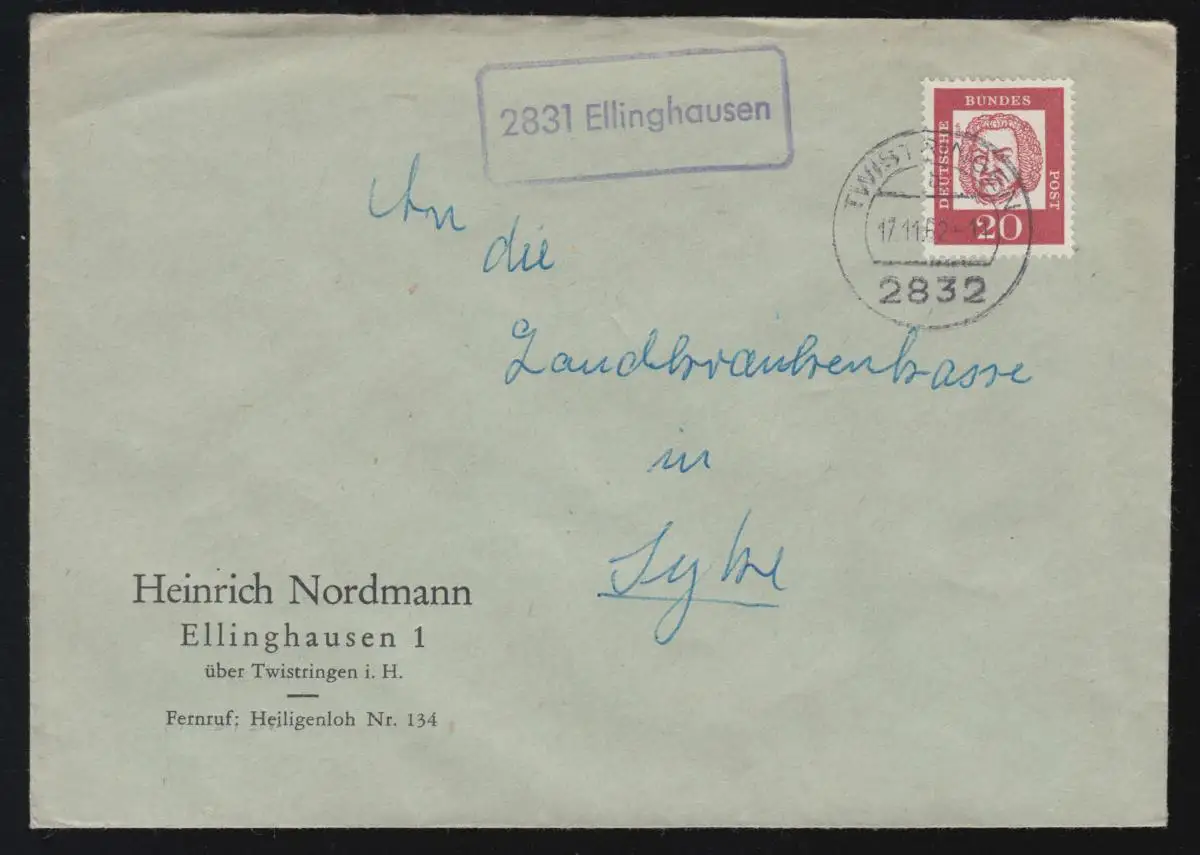 2831 Ellinghausen
DEUTSCHE BUNDES POST
20
TWISTRINGEN
17.11.62
2832
An
die
Landkrankenkasse
in
Syke
Heinrich Nordmann
Ellinghausen 1
über Twistringen i. H.
Fernruf: Heiligenloh Nr. 134